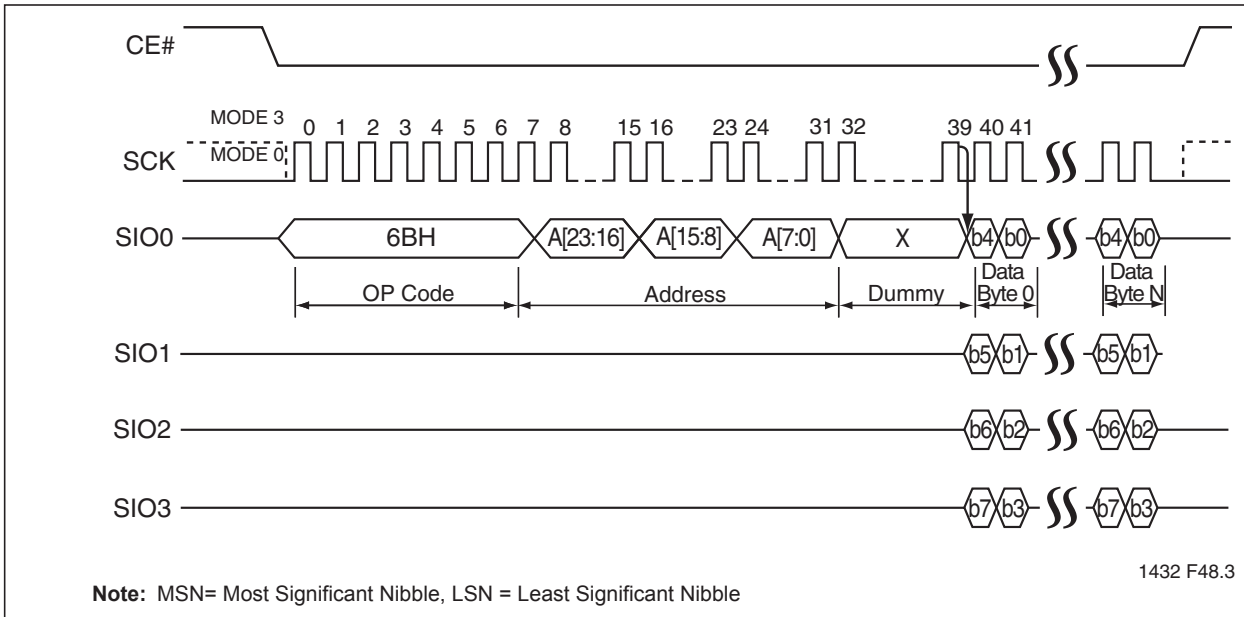 CE#
MODE 3
0 1 2 3 4 5 6 7 8 15 16 23 24 31 32 39 40 41
SCK
MODE 0
SIO0
6BH
A[23:16]
A[15:8]
A[7:0]
X
b4
b0
b4
b0
OP Code
Address
Dummy
Data
Byte 0
Data
Byte N
SIO1
b5
b1
b5
b1
SIO2
b6
b2
b6
b2
SIO3
b7
b3
b7
b3
1432 F48.3
Note: MSN= Most Significant Nibble, LSN = Least Significant Nibble